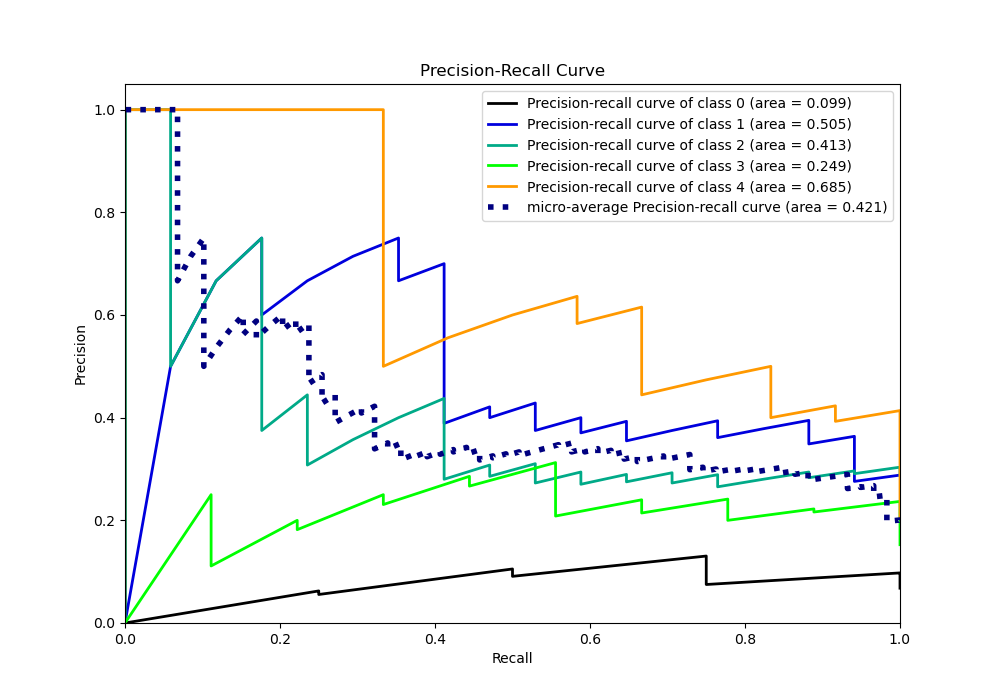 Precision-Recall Curve
Precision-recall curve of class 0 (area = 0.099)
Precision-recall curve of class 1 (area = 0.505)
Precision-recall curve of class 2 (area = 0.413)
Precision-recall curve of class 3 (area = 0.249)
Precision-recall curve of class 4 (area = 0.685)
micro-average Precision-recall curve (area = 0.421)
Precision
1.0
0.8
0.6
0.4
0.2
0.0
0.0 0.2 0.4 0.6 0.8 1.0
Recall